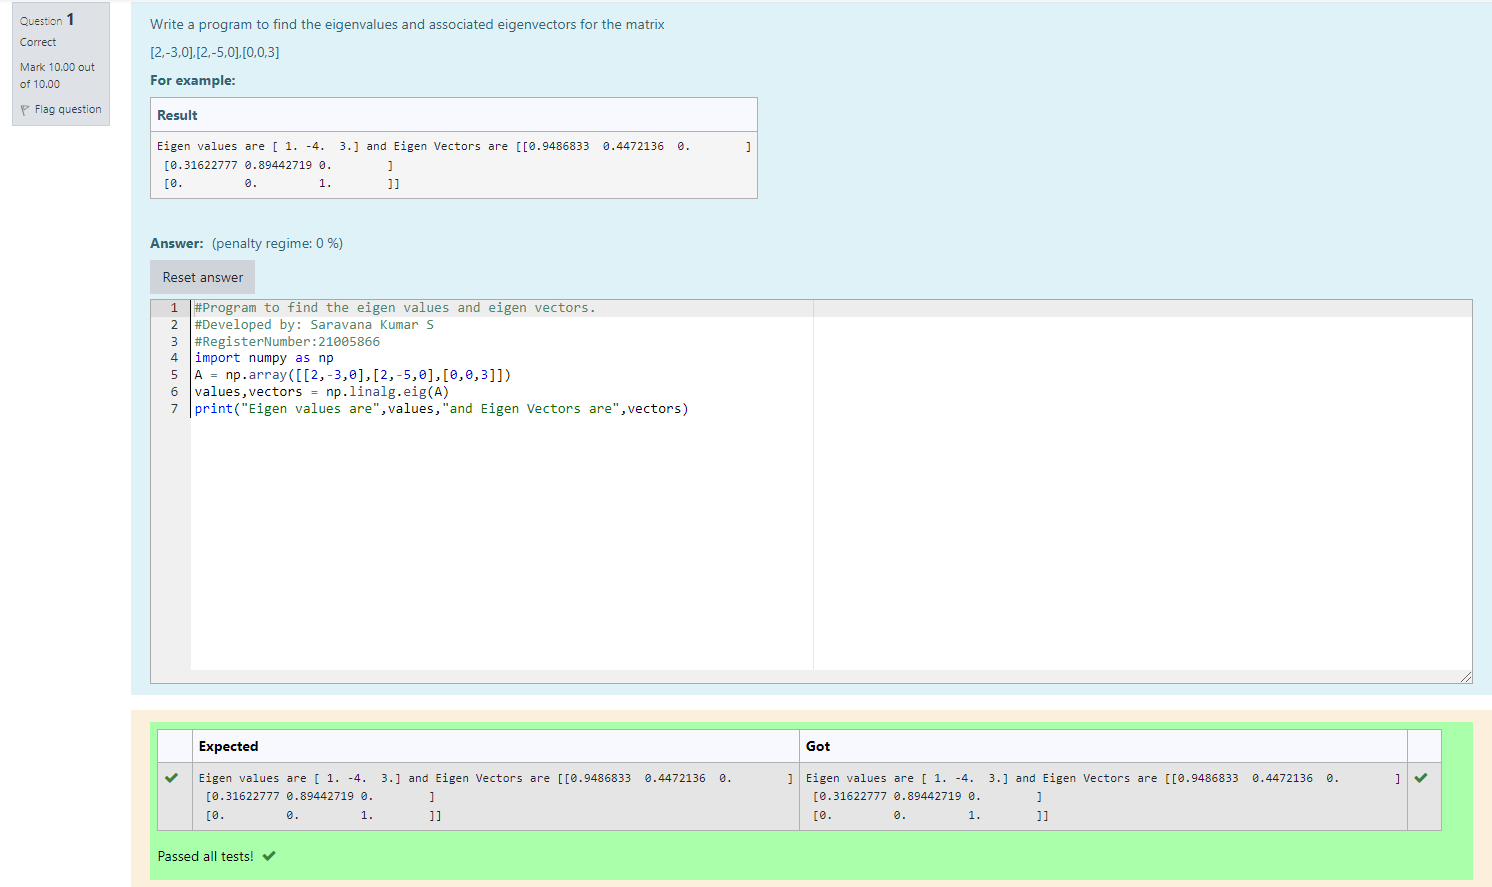 Question 1
Correct
Mark 10.00 out
of 10.00
Flag question
Write a program to find the eigenvalues and associated eigenvectors for the matrix
[2,-3,0],[2,-5,0],[0,0,3]
For example:
Result
Eigen values are [ 1. -4.  3.] and Eigen Vectors are [[0.9486833  0.4472136  0.        ]
 [0.31622777 0.89442719 0.        ]
 [0.         0.         1.        ]]
Answer: (penalty regime: 0 %)
Reset answer
1 #Program to find the eigen values and eigen vectors.
2 #Developed by: Saravana Kumar S
3 #RegisterNumber:21005866
4 import numpy as np
5 A = np.array([[2,-3,0],[2,-5,0],[0,0,3]])
6 values,vectors = np.linalg.eig(A)
7 print("Eigen values are",values,"and Eigen Vectors are",vectors)
Expected Got
Eigen values are [ 1. -4.  3.] and Eigen Vectors are [[0.9486833  0.4472136  0.        ] Eigen values are [ 1. -4.  3.] and Eigen Vectors are [[0.9486833  0.4472136  0.        ]
 [0.31622777 0.89442719 0.        ] [0.31622777 0.89442719 0.        ]
 [0.         0.         1.        ]] [0.         0.         1.        ]]
Passed all tests!